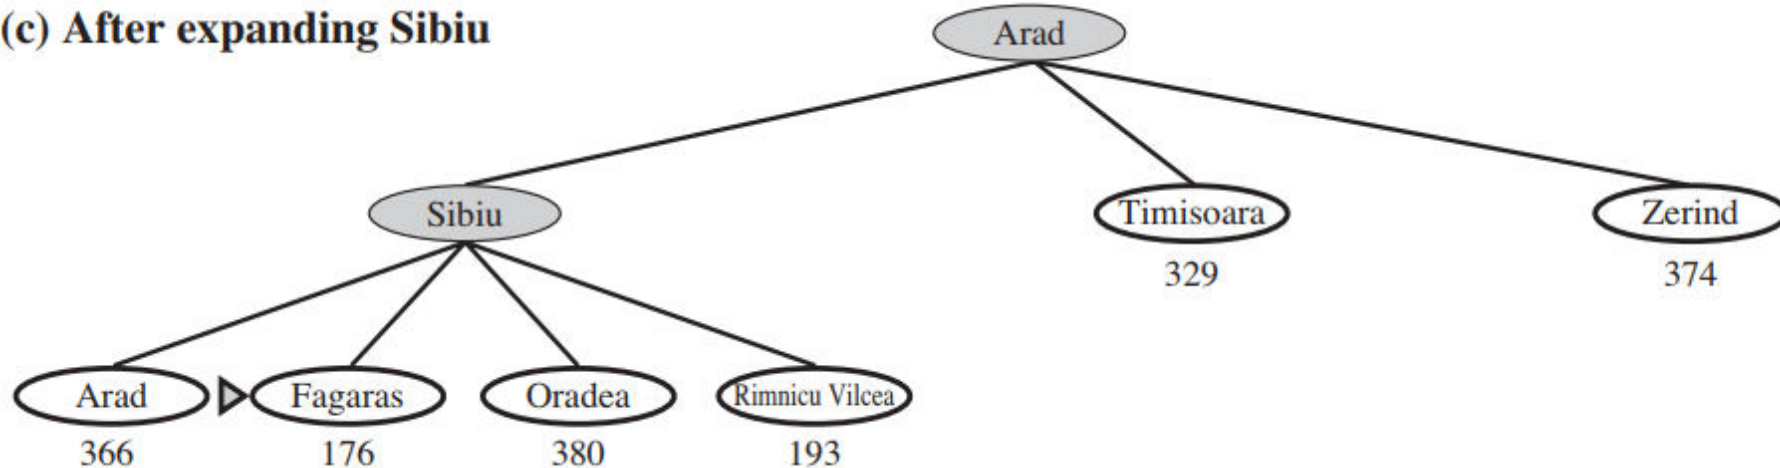 (c) After expanding Sibiu
Arad
Sibiu
Timisoara
Zerind
329
374
Arad
Fagaras
Oradea
Rimnicu Vilcea
366
176
380
193